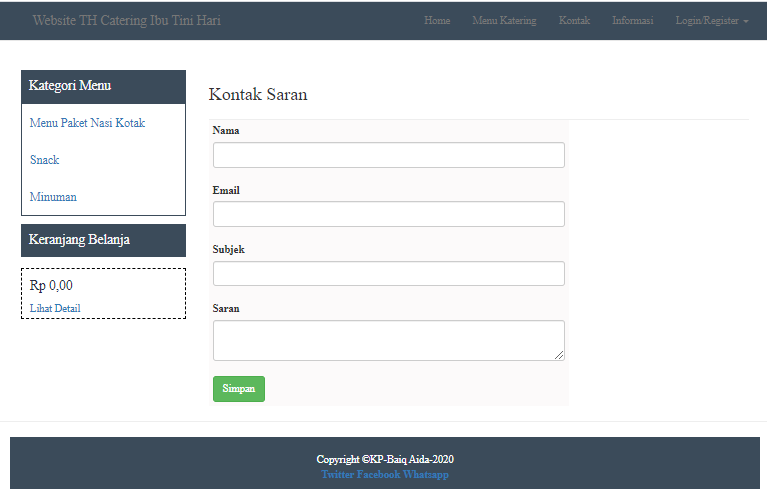 Website TH Catering Ibu Tini Hari
Home Menu Katering Kontak Informasi Login/Register
Kategori Menu
Menu Paket Nasi Kotak
Snack
Minuman
Keranjang Belanja
Rp 0,00
Lihat Detail
Kontak Saran
Nama
Email
Subjek
Saran
Simpan
Copyright ©KP-Baiq Aida-2020
Twitter Facebook Whatsapp